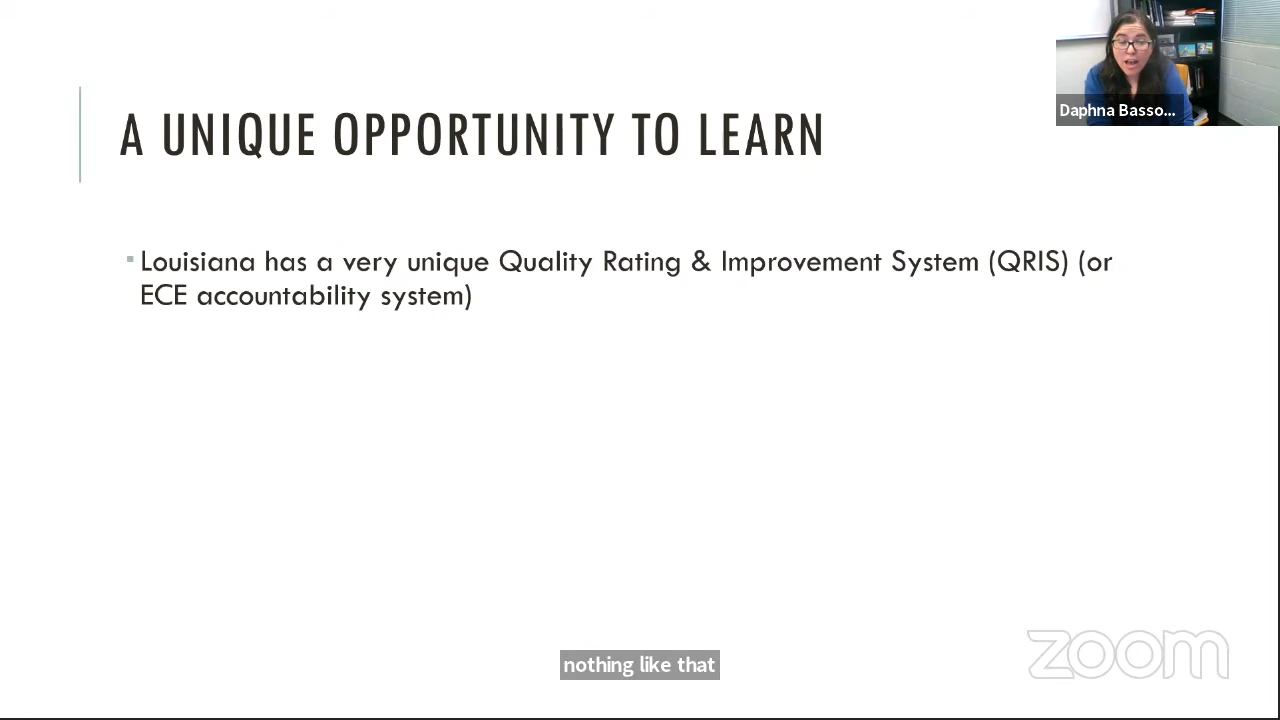 Daphna Basso...
A UNIQUE OPPORTUNITY TO LEARN
Louisiana has a very unique Quality Rating & Improvement System (QRIS) (or
ECE accountability system)
nothing like that
zoom